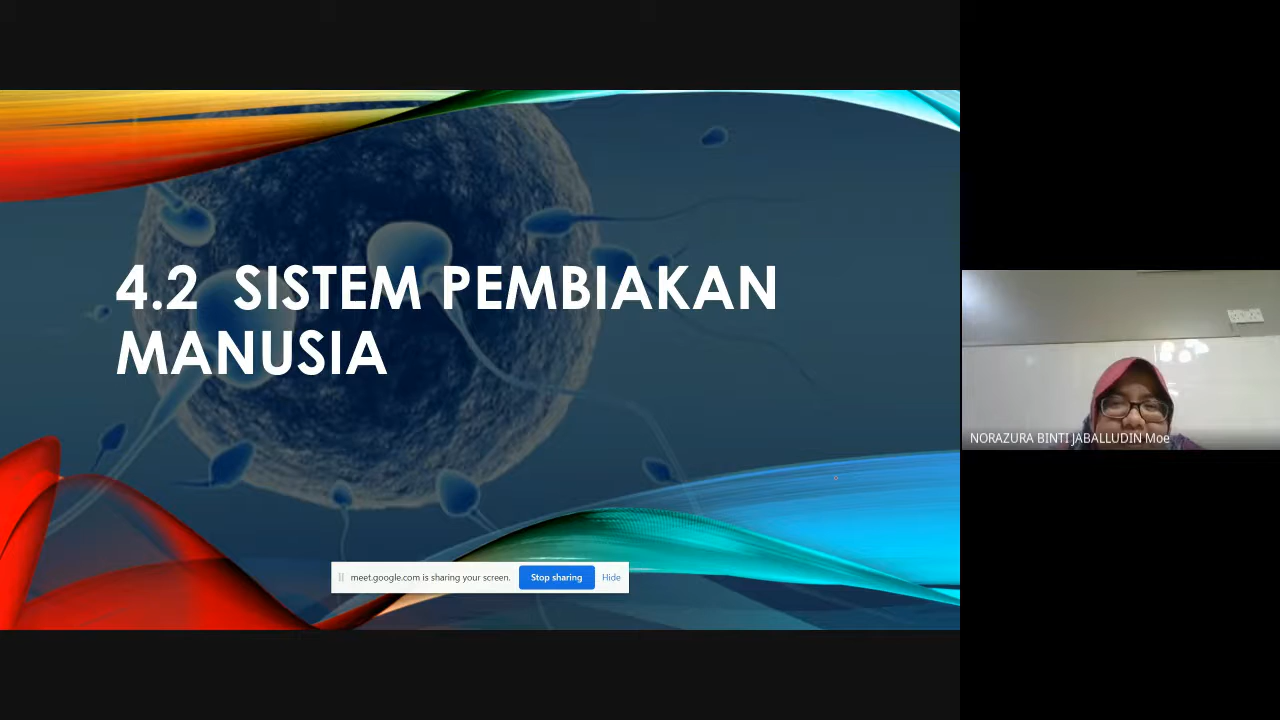 4.2 SISTEM PEMBIAKAN
MANUSIA
meet.google.com is sharing your screen. Stop sharing Hide
NORAZURA BINTI JABALLUDIN Moe